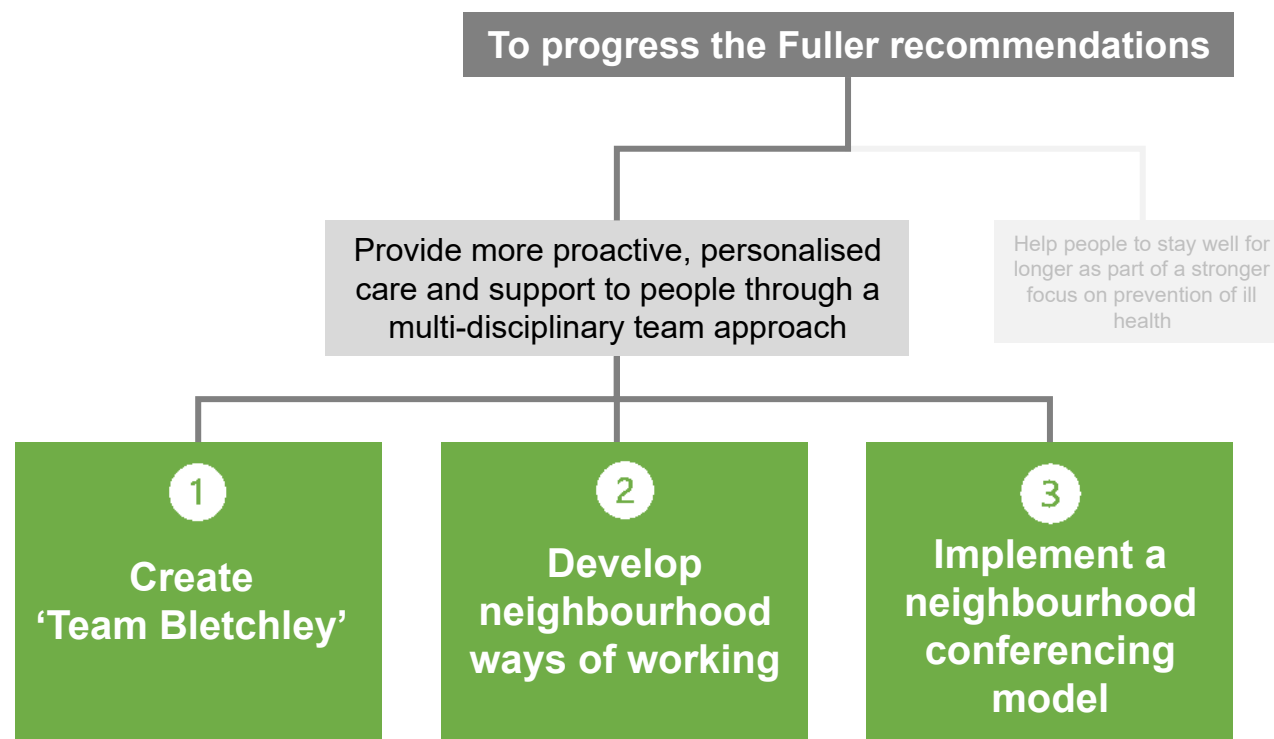 To progress the Fuller recommendations
Provide more proactive, personalised
care and support to people through a
multi-disciplinary team approach
Help people to stay well for
longer as part of a stronger
focus on prevention of ill
health
1
Create
‘Team Bletchley’
2
Develop
neighbourhood
ways of working
3
Implement a
neighbourhood
conferencing
model